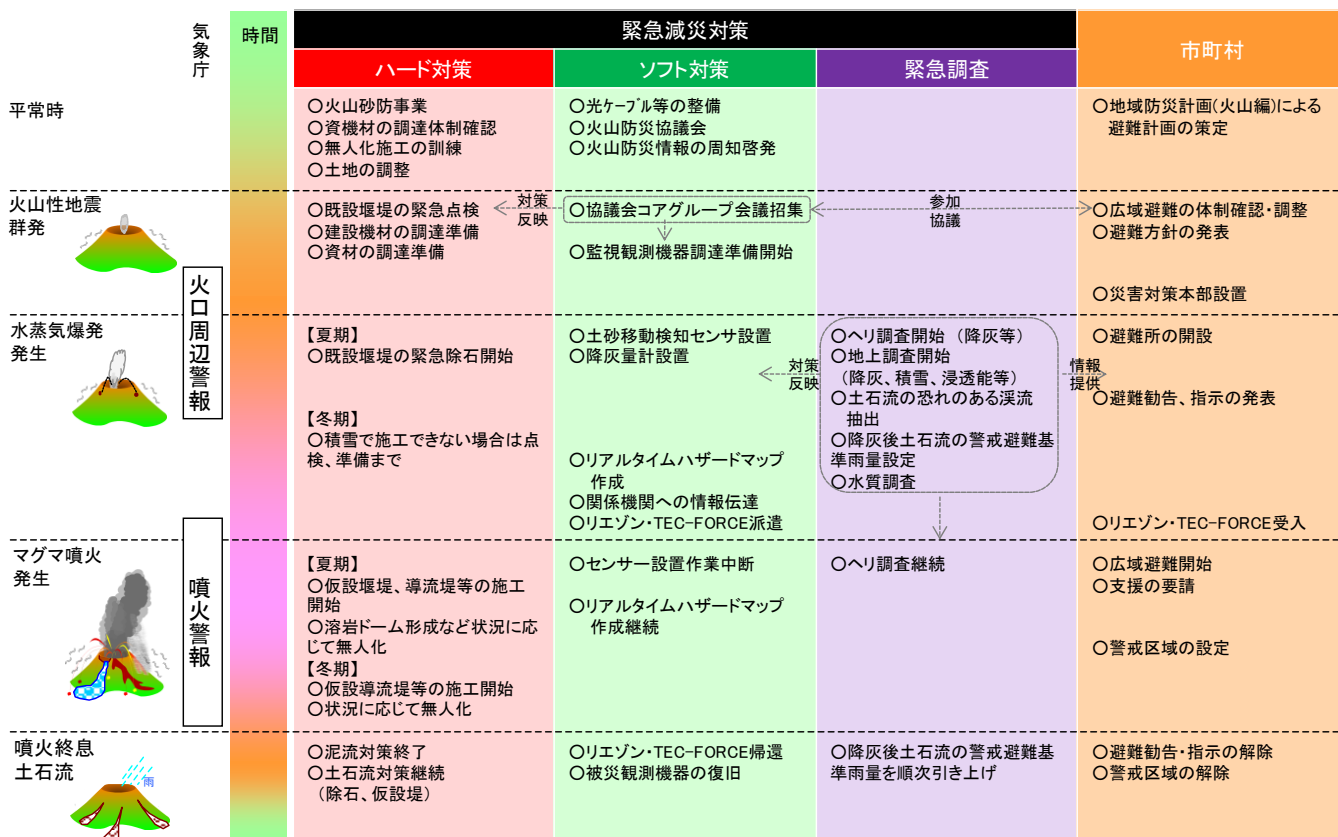 気象庁
時間
緊急減災対策
ハード対策
ソフト対策
緊急調査
市町村
平常時
○火山砂防事業
○資機材の調達体制確認
○無人化施工の訓練
○土地の調整
○光ケーブル等の整備
○火山防災協議会
○火山防災情報の周知啓発
○地域防災計画(火山編)による
避難計画の策定
火山性地震
群発
○既設堰堤の緊急点検
○建設機材の調達準備
○資材の調達準備
対策
反映
○協議会コアグループ会議招集
○監視観測機器調達準備開始
参加
協議
○広域避難の体制確認・調整
○避難方針の発表
○災害対策本部設置
火口周辺警報
水蒸気爆発
発生
【夏期】
○既設堰堤の緊急除石開始
【冬期】
○積雪で施工できない場合は点
検、準備まで
○土砂移動検知センサ設置
○降灰量計設置
○リアルタイムハザードマップ
作成
○関係機関への情報伝達
○リエゾン・TEC-FORCE派遣
対策
反映
○ヘリ調査開始（降灰等）
○地上調査開始
（降灰、積雪、浸透能等）
○土石流の恐れのある渓流
抽出
○降灰後土石流の警戒避難基
準雨量設定
○水質調査
情報
提供
○避難所の開設
○避難勧告、指示の発表
○リエゾン・TEC-FORCE受入
噴火警報
マグマ噴火
発生
【夏期】
○仮設堰堤、導流堤等の施工
開始
○溶岩ドーム形成など状況に応
じて無人化
【冬期】
○仮設導流堤等の施工開始
○状況に応じて無人化
○センサー設置作業中断
○リアルタイムハザードマップ
作成継続
○ヘリ調査継続
○広域避難開始
○支援の要請
○警戒区域の設定
噴火終息
土石流
雨
○泥流対策終了
○土石流対策継続
（除石、仮設堤）
○リエゾン・TEC-FORCE帰還
○被災観測機器の復旧
○降灰後土石流の警戒避難基
準雨量を順次引き上げ
○避難勧告・指示の解除
○警戒区域の解除